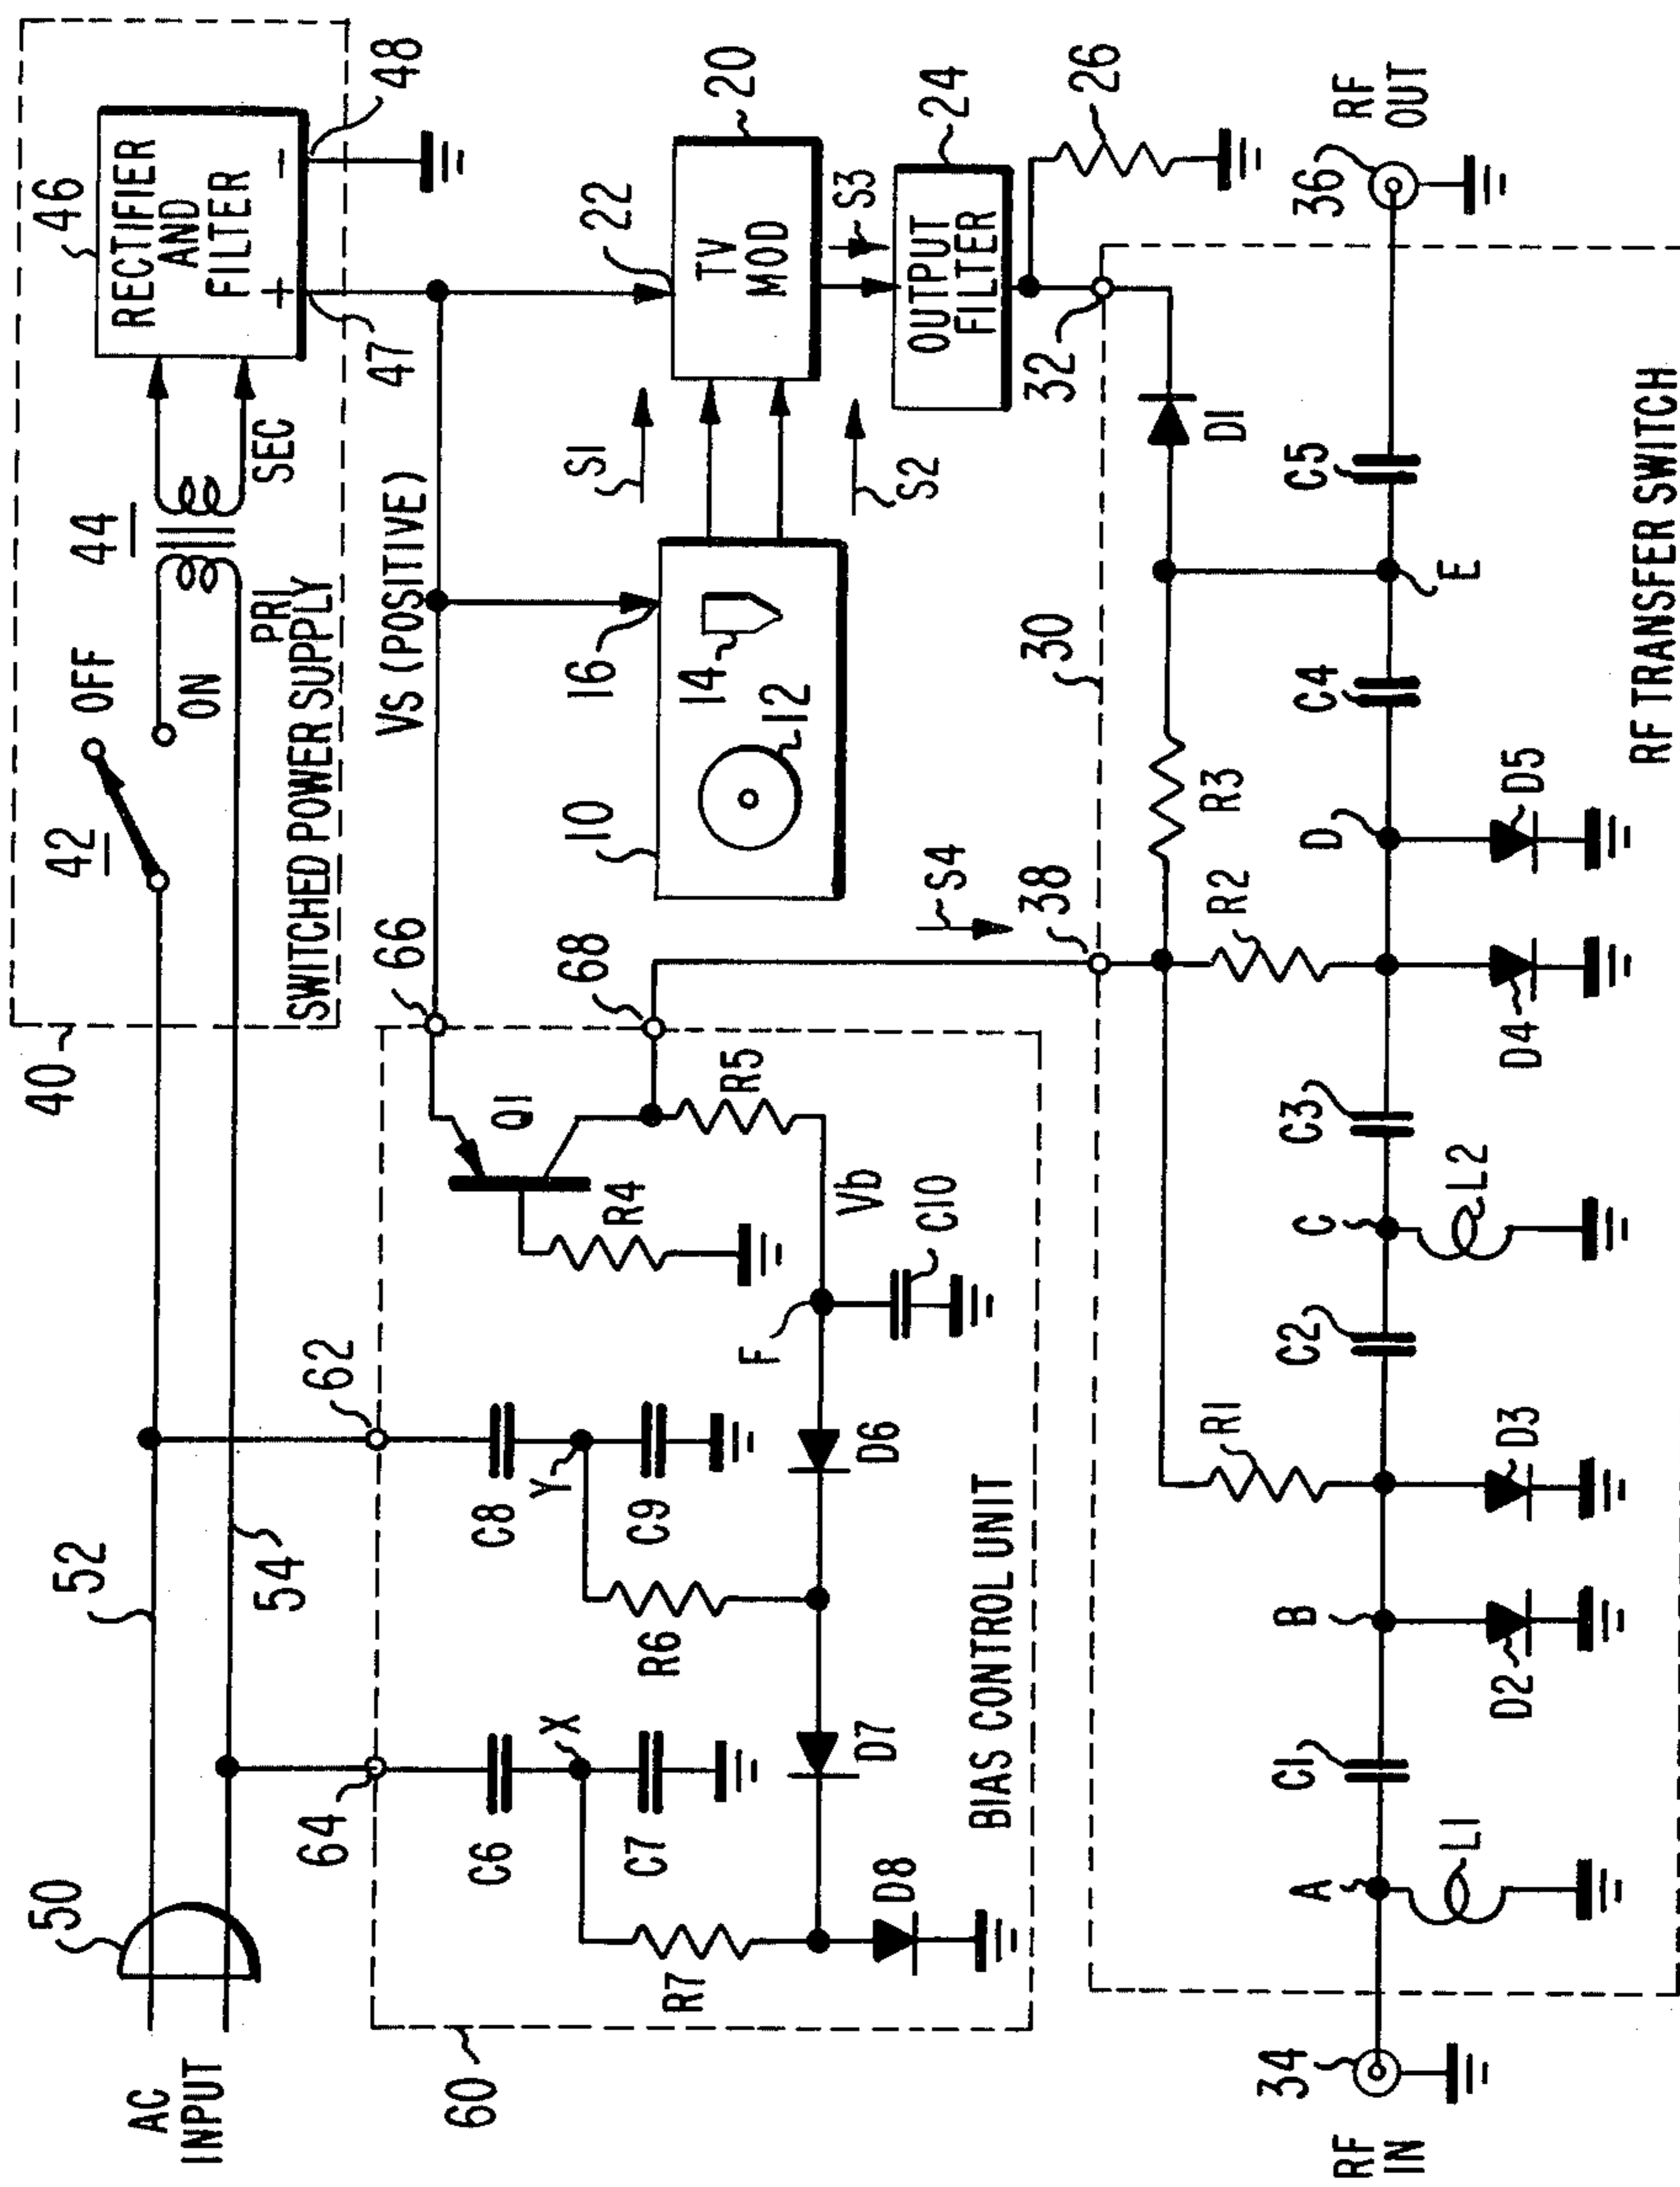 40
42
OFF
ON
44
PRI
SEC
46
RECTIFIER
AND
FILTER
+
-
47
48
SWITCHED POWER SUPPLY
AC
INPUT
50
52
54
62
64
66
68
VS (POSITIVE)
60
C6
X
C7
R7
D8
C8
Y
C9
R6
D7
D6
F
Q1
R4
R5
Vb
C10
BIAS CONTROL UNIT
10
12
14
16
S1
S2
22
TV
MOD
20
S3
OUTPUT
FILTER
24
26
32
S4
38
30
D1
R3
R2
R1
RF
IN
34
A
L1
C1
B
D2
D3
C2
C
L2
C3
D4
D
D5
C4
E
C5
36
RF
OUT
RF TRANSFER SWITCH